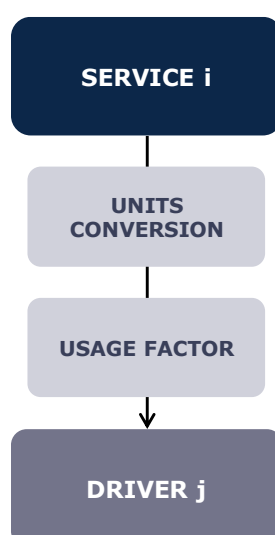 SERVICE i
UNITS
CONVERSION
USAGE FACTOR
DRIVER j